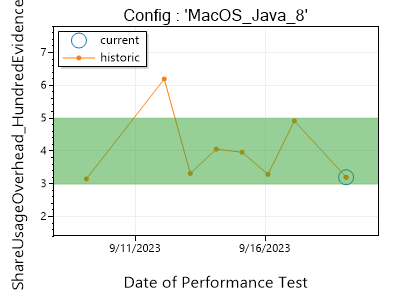 Config : 'MacOS_Java_8'
current
historic
ShareUsageOverhead_HundredEvidence
7
6
5
4
3
2
9/11/2023
9/16/2023
Date of Performance Test